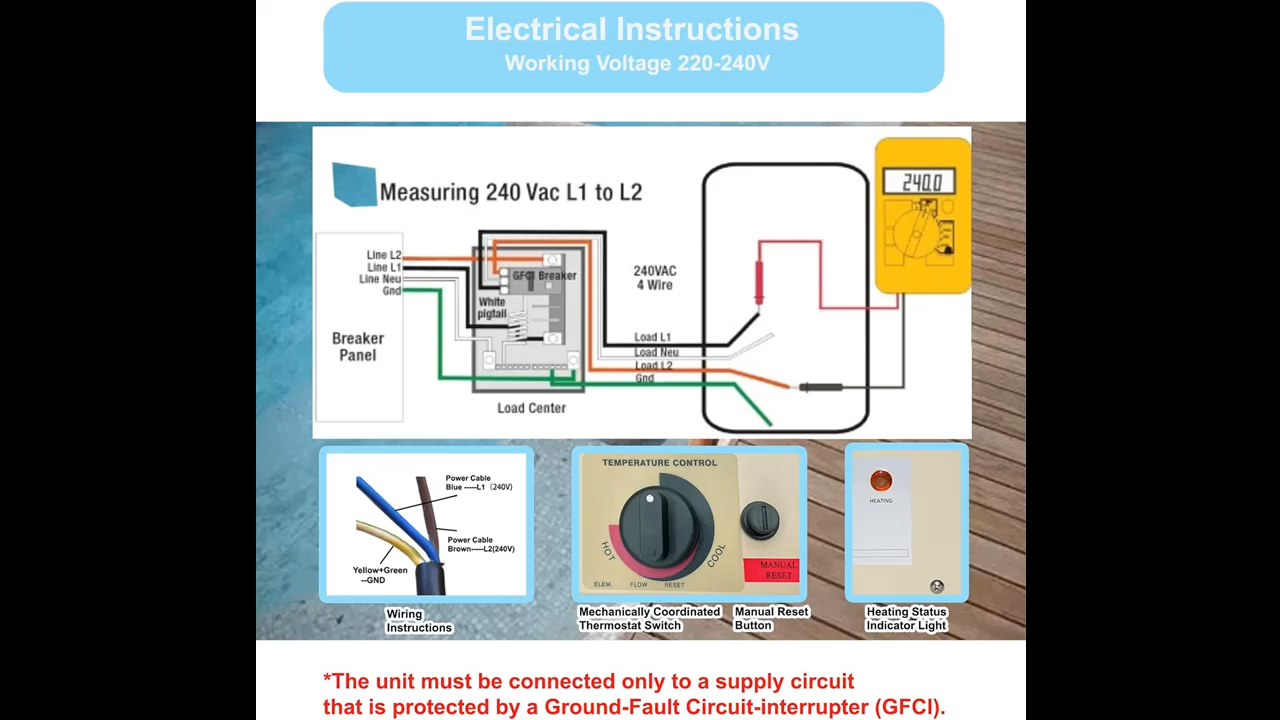 Electrical Instructions
Working Voltage 220-240V
Measuring 240 Vac L1 to L2
240.0
Line L2
Line L1
Line Neu
Gnd
GFCI Breaker
White
pigtail
Breaker
Panel
Load Center
240VAC
4 Wire
Load L1
Load Neu
Load L2
Gnd
Power Cable
Blue -----L1 (240V)
Power Cable
Brown----L2(240V)
Yellow+Green
--GND
Wiring
Instructions
TEMPERATURE CONTROL
HOT
COOL
ELEM.
FLOW
RESET
MANUAL
RESET
Mechanically Coordinated
Thermostat Switch
Manual Reset
Button
HEATING
Heating Status
Indicator Light
*The unit must be connected only to a supply circuit
that is protected by a Ground-Fault Circuit-interrupter (GFCI).